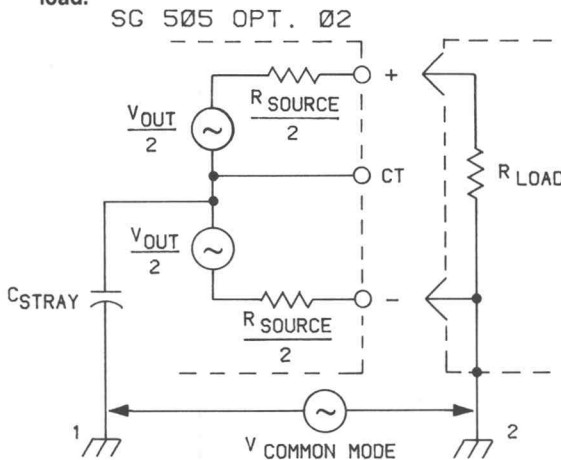 load.
SG 505 OPT. Ø2
R SOURCE
2
+
V OUT
2
CT
R LOAD
V OUT
2
C STRAY
-
R SOURCE
2
1
2
V COMMON MODE